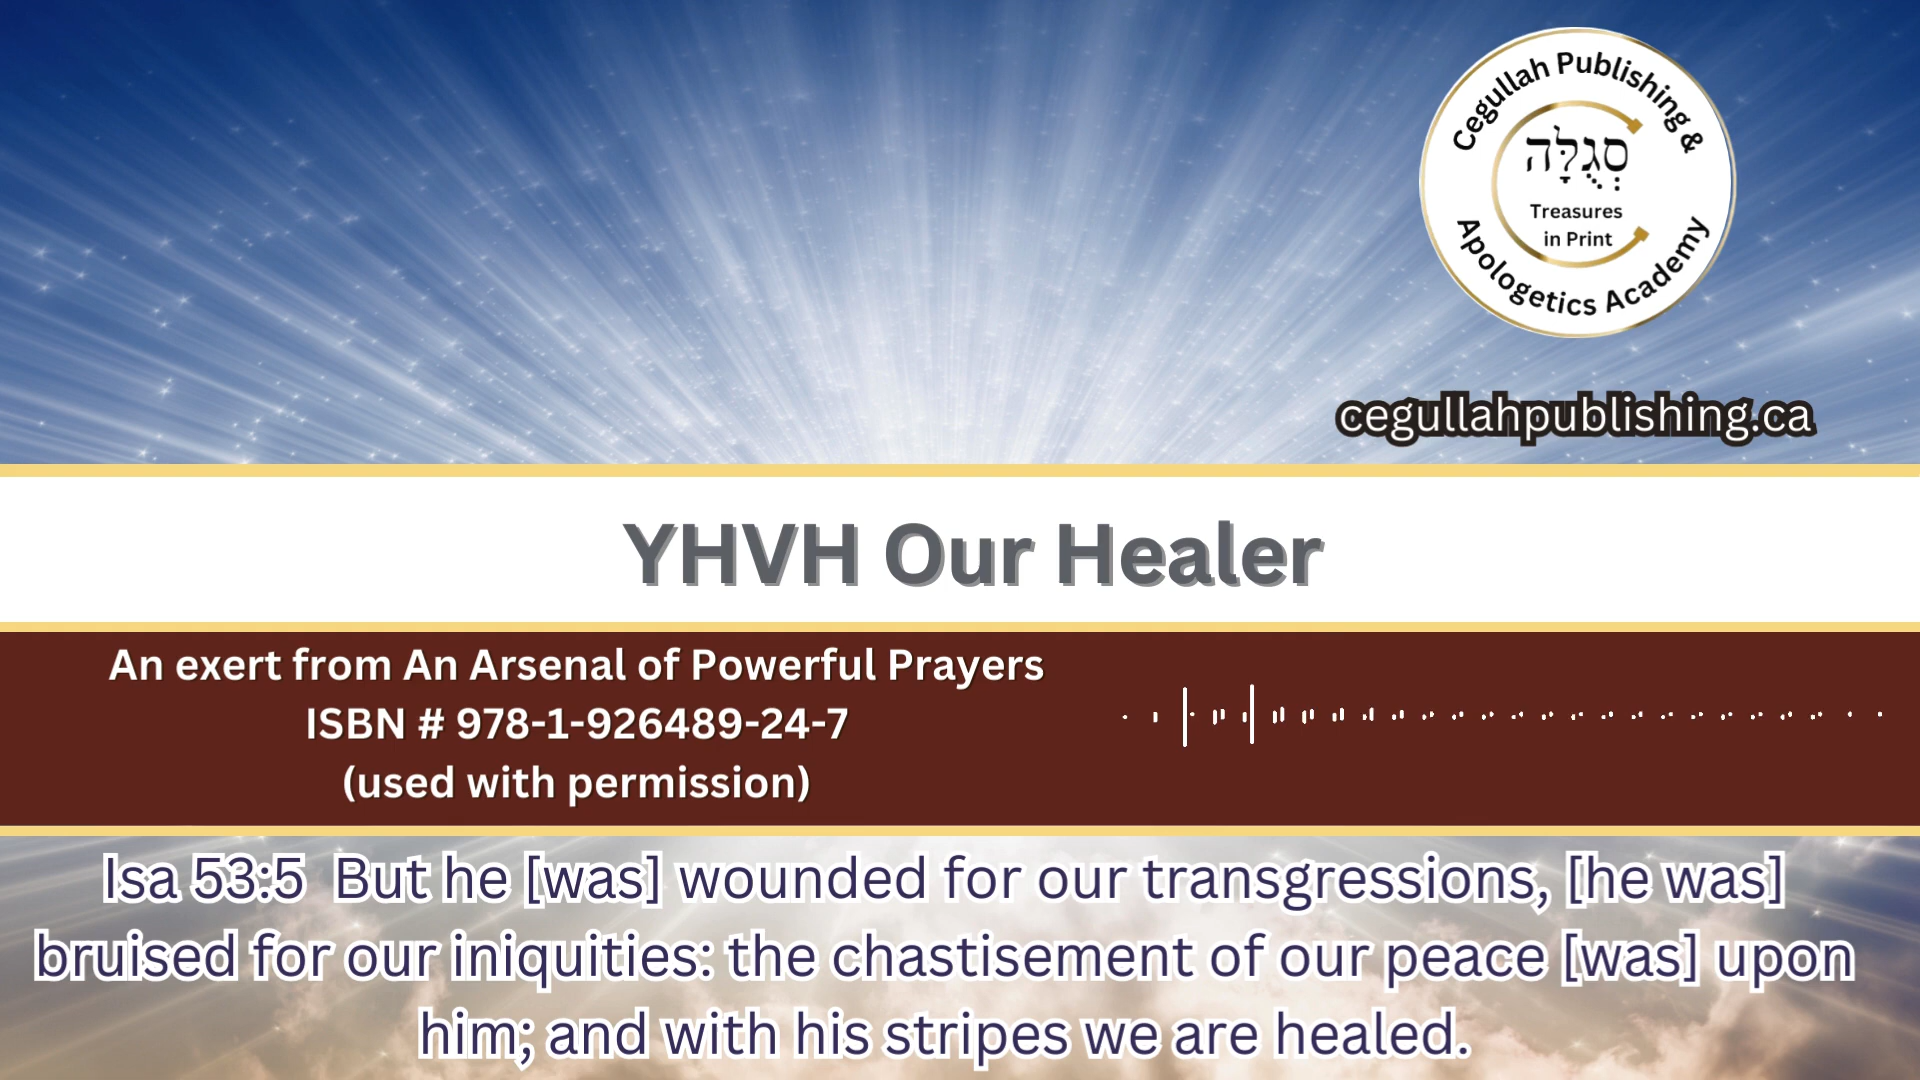 Cegullah Publishing &
סְגֻלָּה
Treasures
in Print
Apologetics Academy
cegullahpublishing.ca
YHVH Our Healer
An exert from An Arsenal of Powerful Prayers
ISBN # 978-1-926489-24-7
(used with permission)
Isa 53:5 But he [was] wounded for our transgressions, [he was]
bruised for our iniquities: the chastisement of our peace [was] upon
him; and with his stripes we are healed.